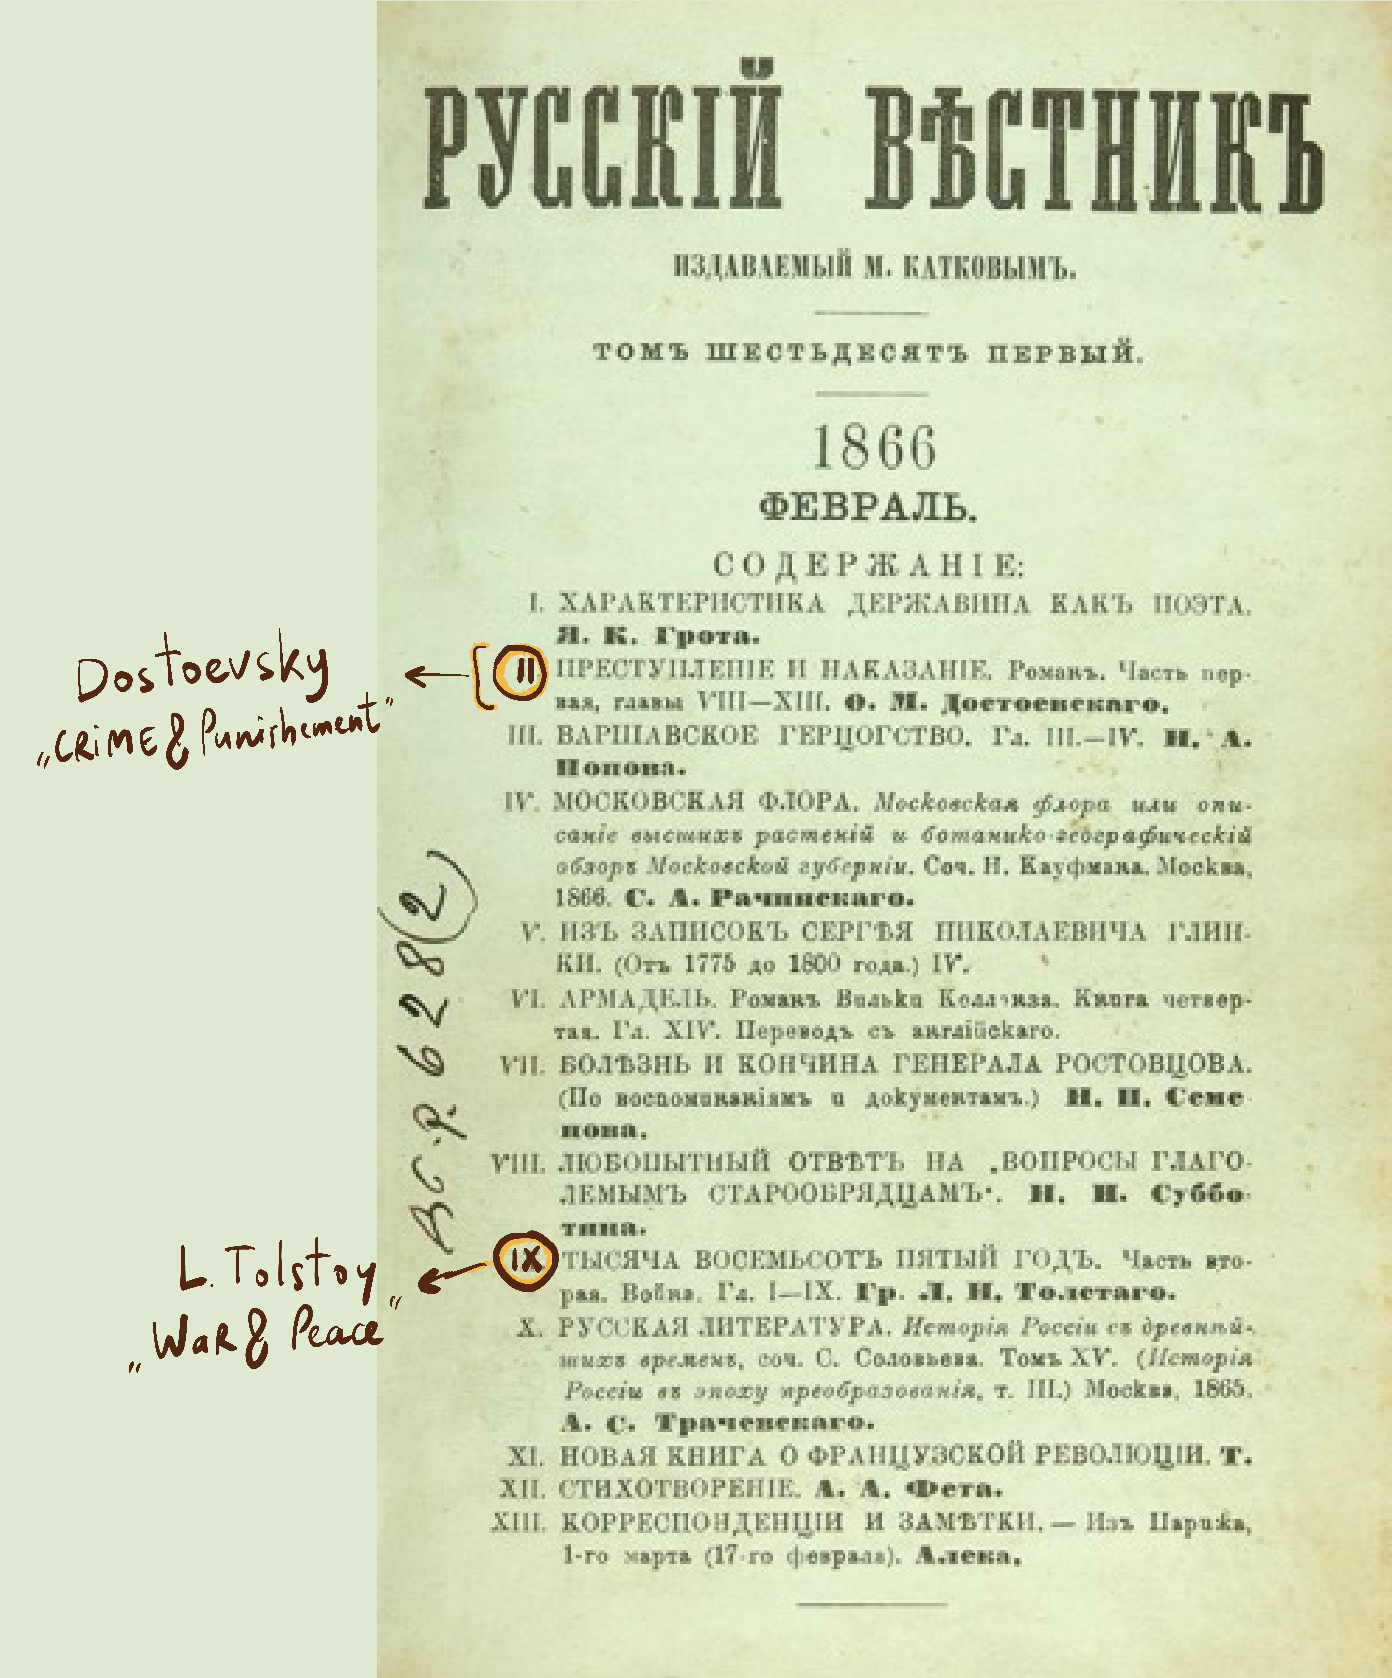 РУССКІЙ ВѢСТНИКЪ
ИЗДАВАЕМЫЙ М. КАТКОВЫМЪ.
ТОМЪ ШЕСТЬДЕСЯТЪ ПЕРВЫЙ.
1866
ФЕВРАЛЬ.
СОДЕРЖАНІЕ:
I. ХАРАКТЕРИСТИКА ДЕРЖАВИНА КАКЪ ПОЭТА.
Я. К. Грота.
II ПРЕСТУПЛЕНІЕ И НАКАЗАНІЕ. Романъ. Часть пер-
вая, главы VIII—XIII. Ѳ. М. Достоевскаго.
Dostoevsky
„CRiME & Punishement"
III. ВАРШАВСКОЕ ГЕРЦОГСТВО. Гл. III.—IV. Н. А.
Попова.
IV. МОСКОВСКАЯ ФЛОРА. Московская флора или опи-
саніе высшихъ растеній и ботанико-географическій
обзоръ Московской губерніи. Соч. Н. Кауфмана. Москва,
1866. С. А. Рачинскаго.
V. ИЗЪ ЗАПИСОКЪ СЕРГѢЯ НИКОЛАЕВИЧА ГЛИН-
КИ. (Отъ 1775 до 1800 года.) IV.
VI. АРМАДЕЛЬ. Романъ Вильки Коллинза. Книга четвер-
тая. Гл. XIV. Переводъ съ англійскаго.
VII. БОЛѢЗНЬ И КОНЧИНА ГЕНЕРАЛА РОСТОВЦОВА.
(По воспоминаніямъ и документамъ.) Н. П. Семе-
нова.
VIII. ЛЮБОПЫТНЫЙ ОТВѢТЪ НА „ВОПРОСЫ ГЛАГО-
ЛЕМЫМЪ СТАРООБРЯДЦАМЪ“. Н. И. Суббо-
тина.
IX ТЫСЯЧА ВОСЕМЬСОТЪ ПЯТЫЙ ГОДЪ. Часть вто-
рая. Война. Гл. I—IX. Гр. Л. Н. Толстаго.
L. Tolstoy
„WaR & Peace"
X. РУССКАЯ ЛИТЕРАТУРА. Исторія Россіи съ древнѣй-
шихъ временъ, соч. С. Соловьева. Томъ XV. (Исторія
Россіи въ эпоху преобразованія, т. III.) Москва, 1865.
А. С. Трачевскаго.
XI. НОВАЯ КНИГА О ФРАНЦУЗСКОЙ РЕВОЛЮЦІИ. Т.
XII. СТИХОТВОРЕНІЕ. А. А. Фета.
XIII. КОРРЕСПОНДЕНЦІИ И ЗАМѢТКИ. — Изъ Парижа,
1-го марта (17-го февраля). Алека.
6 2 8 (2)